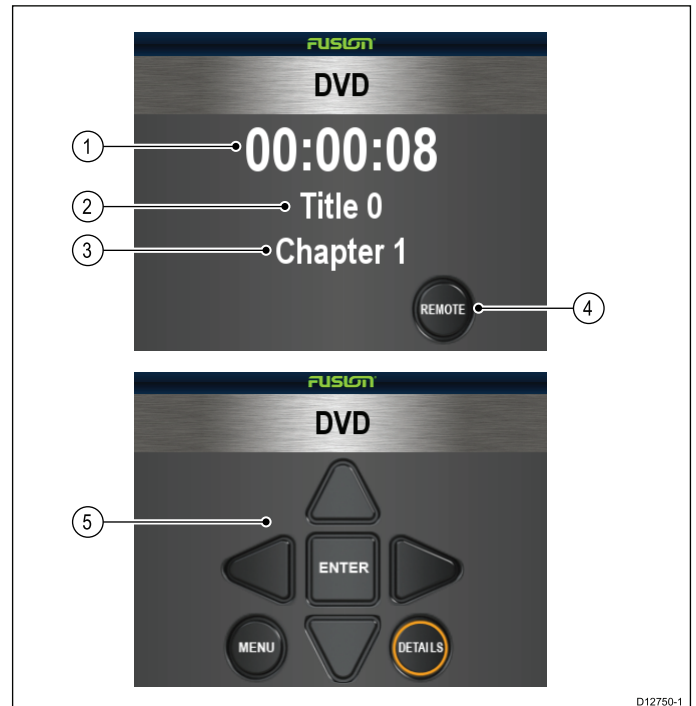 FUSION
DVD
1
00:00:08
2
Title 0
3
Chapter 1
REMOTE
4
FUSION
DVD
5
ENTER
MENU
DETAILS
D12750-1